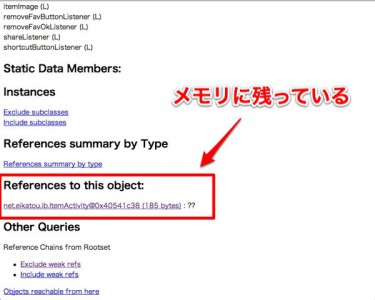 itemImage (L)
removeFavButtonListener (L)
removeFavOkListener (L)
shareListener (L)
shortcutButtonListener (L)
Static Data Members:
Instances
メモリに残っている
Exclude subclasses
Include subclasses
References summary by Type
References summary by type
References to this object:
net.eikatou.ib.ItemActivity@0x40541c38 (185 bytes) : ??
Other Queries
Reference Chains from Rootset
Exclude weak refs
Include weak refs
Objects reachable from here